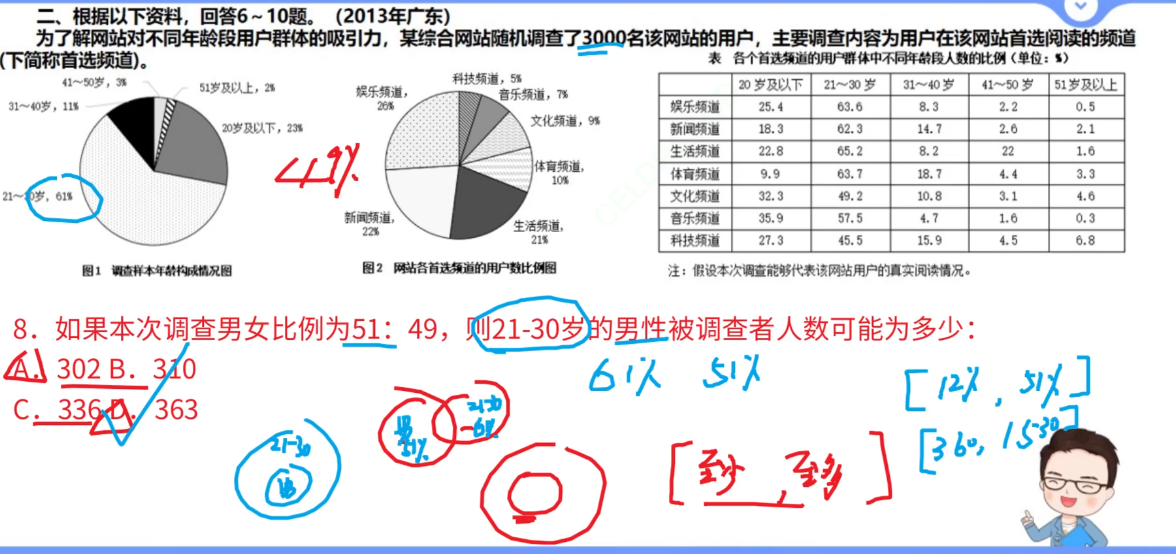 二、根据以下资料，回答6～10题。（2013年广东）
为了解网站对不同年龄段用户群体的吸引力，某综合网站随机调查了3000名该网站的用户，主要调查内容为用户在该网站首选阅读的频道
(下简称首选频道)。
表 各个首选频道的用户群体中不同年龄段人数的比例（单位：%）
41～50岁，3%
51岁及以上，2%
31～40岁，11%
20岁及以下，23%
21～30岁，61%
图1 调查样本年龄构成情况图
49%
科技频道，5%
娱乐频道，
26%
音乐频道，7%
文化频道，9%
体育频道，
10%
新闻频道，
22%
生活频道，
21%
图2 网站各首选频道的用户数比例图
20岁及以下 21～30岁 31～40岁 41～50岁 51岁及以上
娱乐频道 25.4 63.6 8.3 2.2 0.5
新闻频道 18.3 62.3 14.7 2.6 2.1
生活频道 22.8 65.2 8.2 22 1.6
体育频道 9.9 63.7 18.7 4.4 3.3
文化频道 32.3 49.2 10.8 3.1 4.6
音乐频道 35.9 57.5 4.7 1.6 0.3
科技频道 27.3 45.5 15.9 4.5 6.8
注：假设本次调查能够代表该网站用户的真实阅读情况。
8．如果本次调查男女比例为51：49，则21-30岁的男性被调查者人数可能为多少：
A．302 B．310
C．336 D．363
61% 51%
[12%，51%]
[360，1530]
21-30
男
男
51%
21-30
61%
[至少，至多]